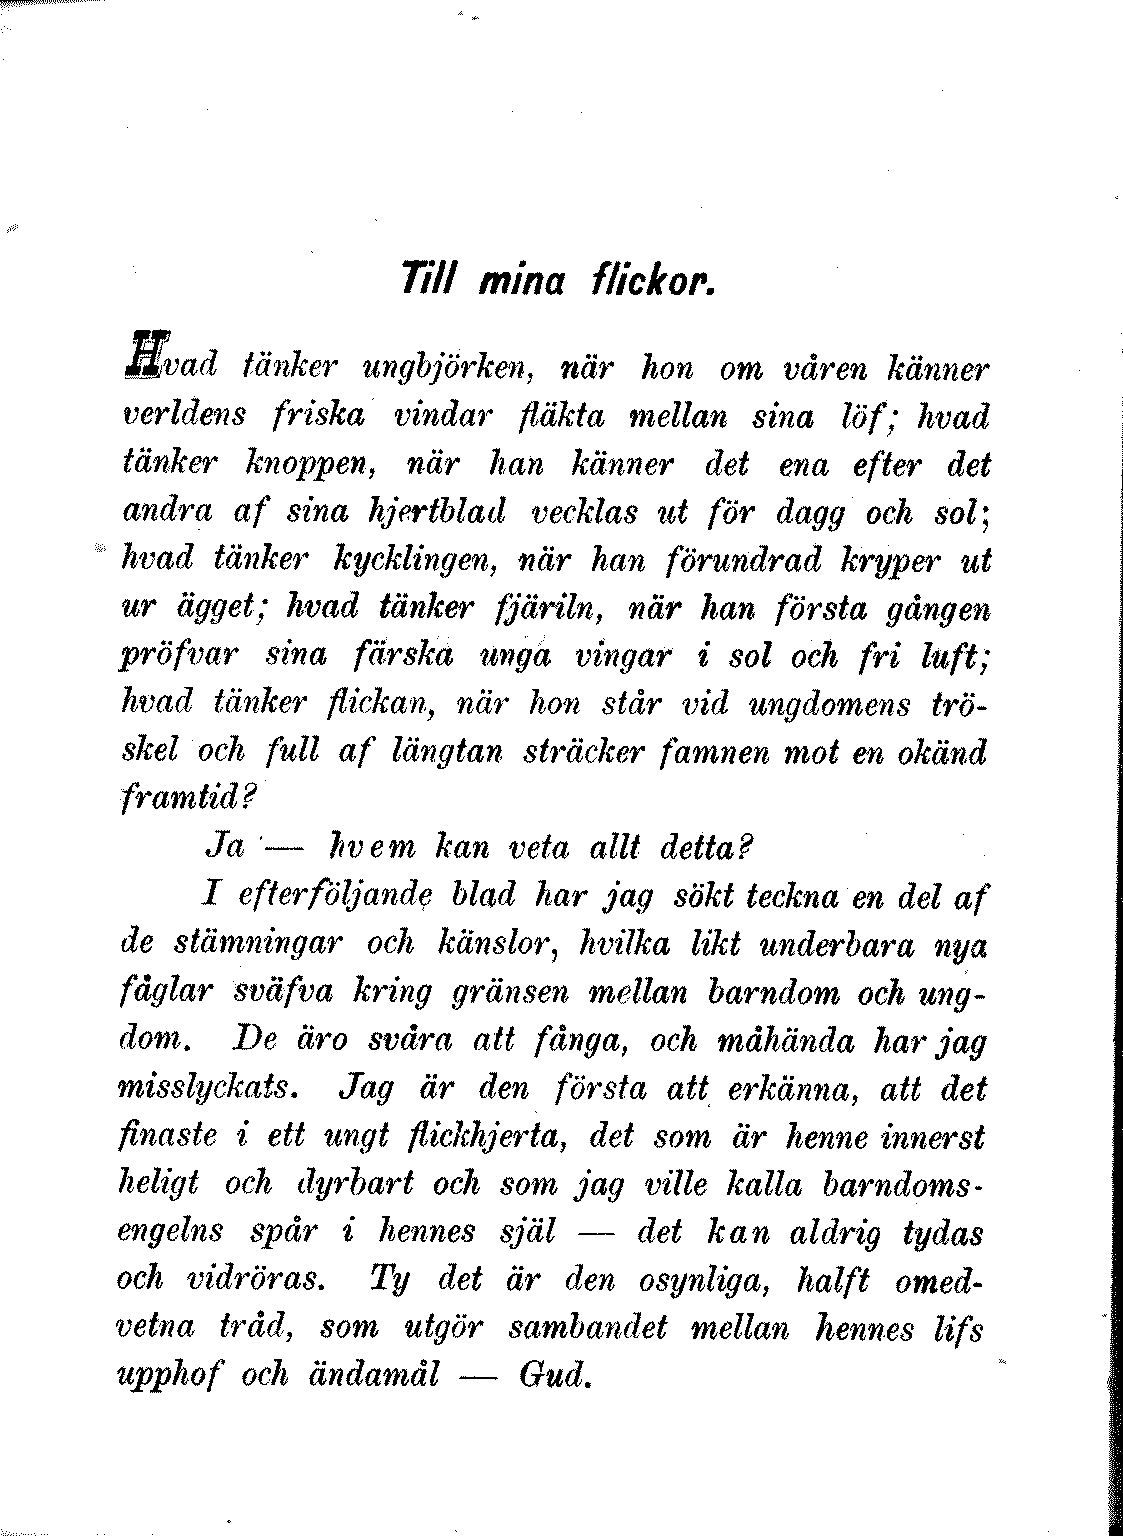 Till mina flickor.
Hvad tänker ungbjörken, när hon om våren känner
verldens friska vindar fläkta mellan sina löf; hvad
tänker knoppen, när han känner det ena efter det
andra af sina hjertblad vecklas ut för dagg och sol;
hvad tänker kycklingen, när han förundrad kryper ut
ur ägget; hvad tänker fjäriln, när han första gången
pröfvar sina färska unga vingar i sol och fri luft;
hvad tänker flickan, när hon står vid ungdomens trö-
skel och full af längtan sträcker famnen mot en okänd
framtid?
Ja — hvem kan veta allt detta?
I efterföljande blad har jag sökt teckna en del af
de stämningar och känslor, hvilka likt underbara nya
fåglar sväfva kring gränsen mellan barndom och ung-
dom. De äro svåra att fånga, och måhända har jag
misslyckats. Jag är den första att erkänna, att det
finaste i ett ungt flickhjerta, det som är henne innerst
heligt och dyrbart och som jag ville kalla barndoms-
engelns spår i hennes själ — det kan aldrig tydas
och vidröras. Ty det är den osynliga, halft omed-
vetna tråd, som utgör sambandet mellan hennes lifs
upphof och ändamål — Gud.